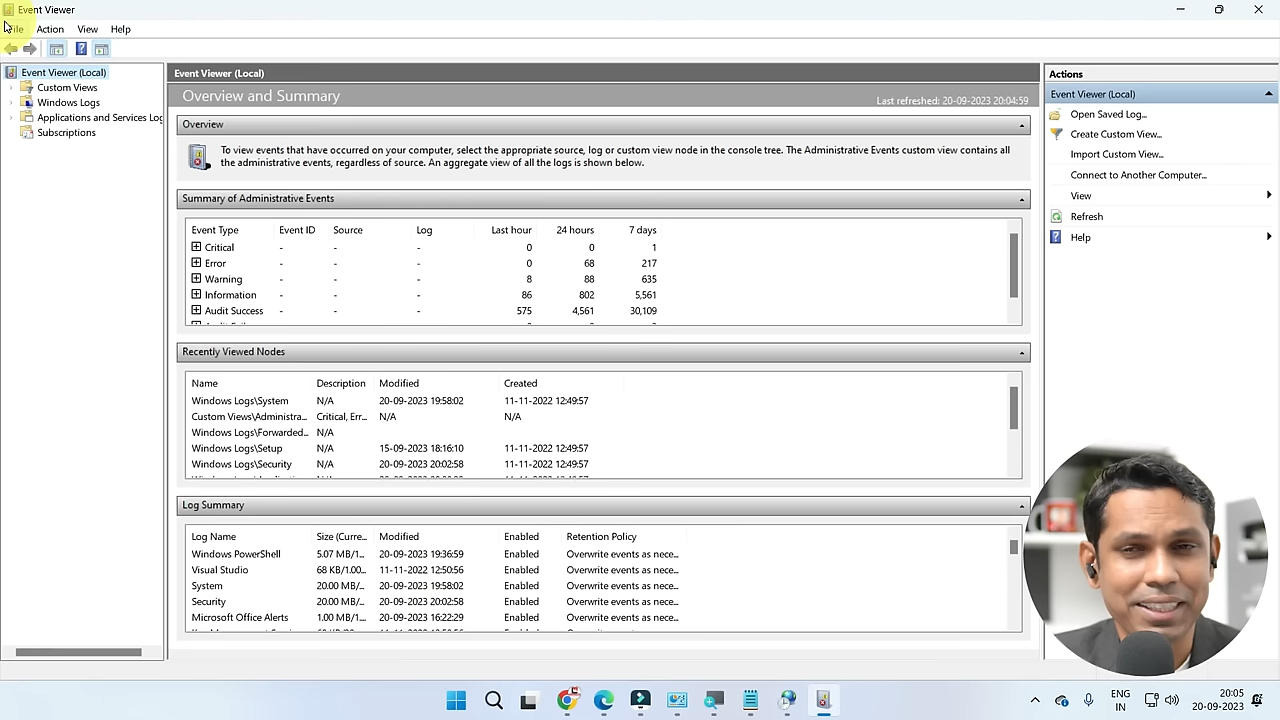 Event Viewer
File Action View Help
Event Viewer (Local)
Custom Views
Windows Logs
Applications and Services Log
Subscriptions
Event Viewer (Local)
Overview and Summary
Last refreshed: 20-09-2023 20:04:59
Overview
To view events that have occurred on your computer, select the appropriate source, log or custom view node in the console tree. The Administrative Events custom view contains all
the administrative events, regardless of source. An aggregate view of all the logs is shown below.
Summary of Administrative Events
Event Type Event ID Source Log Last hour 24 hours 7 days
Critical - - - 0 0 1
Error - - - 0 68 217
Warning - - - 8 88 635
Information - - - 86 802 5,561
Audit Success - - - 575 4,561 30,109
Recently Viewed Nodes
Name Description Modified Created
Windows Logs\System N/A 20-09-2023 19:58:02 11-11-2022 12:49:57
Custom Views\Administra... Critical, Err... N/A N/A
Windows Logs\Forwarded... N/A
Windows Logs\Setup N/A 15-09-2023 18:16:10 11-11-2022 12:49:57
Windows Logs\Security N/A 20-09-2023 20:02:58 11-11-2022 12:49:57
Log Summary
Log Name Size (Curre... Modified Enabled Retention Policy
Windows PowerShell 5.07 MB/1... 20-09-2023 19:36:59 Enabled Overwrite events as nece...
Visual Studio 68 KB/1.00... 11-11-2022 12:50:56 Enabled Overwrite events as nece...
System 20.00 MB/... 20-09-2023 19:58:02 Enabled Overwrite events as nece...
Security 20.00 MB/... 20-09-2023 20:02:58 Enabled Overwrite events as nece...
Microsoft Office Alerts 1.00 MB/1... 20-09-2023 16:22:29 Enabled Overwrite events as nece...
Actions
Event Viewer (Local)
Open Saved Log...
Create Custom View...
Import Custom View...
Connect to Another Computer...
View
Refresh
Help
ENG
IN
20:05
20-09-2023